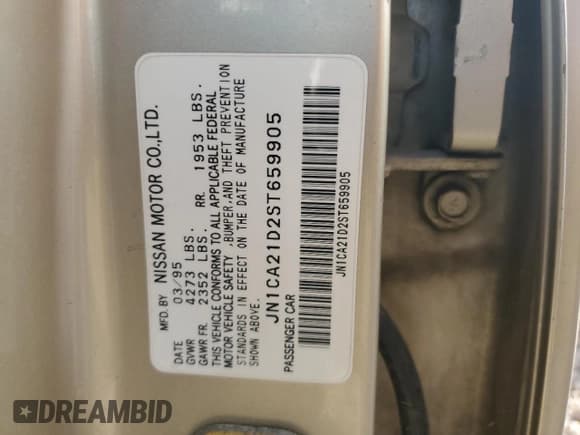 MFD. BY NISSAN MOTOR CO.,LTD.
DATE 03/95
GVWR 4273 LBS.
GAWR FR. 2352 LBS. RR. 1953 LBS.
THIS VEHICLE CONFORMS TO ALL APPLICABLE FEDERAL
MOTOR VEHICLE SAFETY ,BUMPER,AND THEFT PREVENTION
STANDARDS IN EFFECT ON THE DATE OF MANUFACTURE
SHOWN ABOVE.
JN1CA21D2ST659905
PASSENGER CAR
JN1CA21D2ST659905
DREAMBID